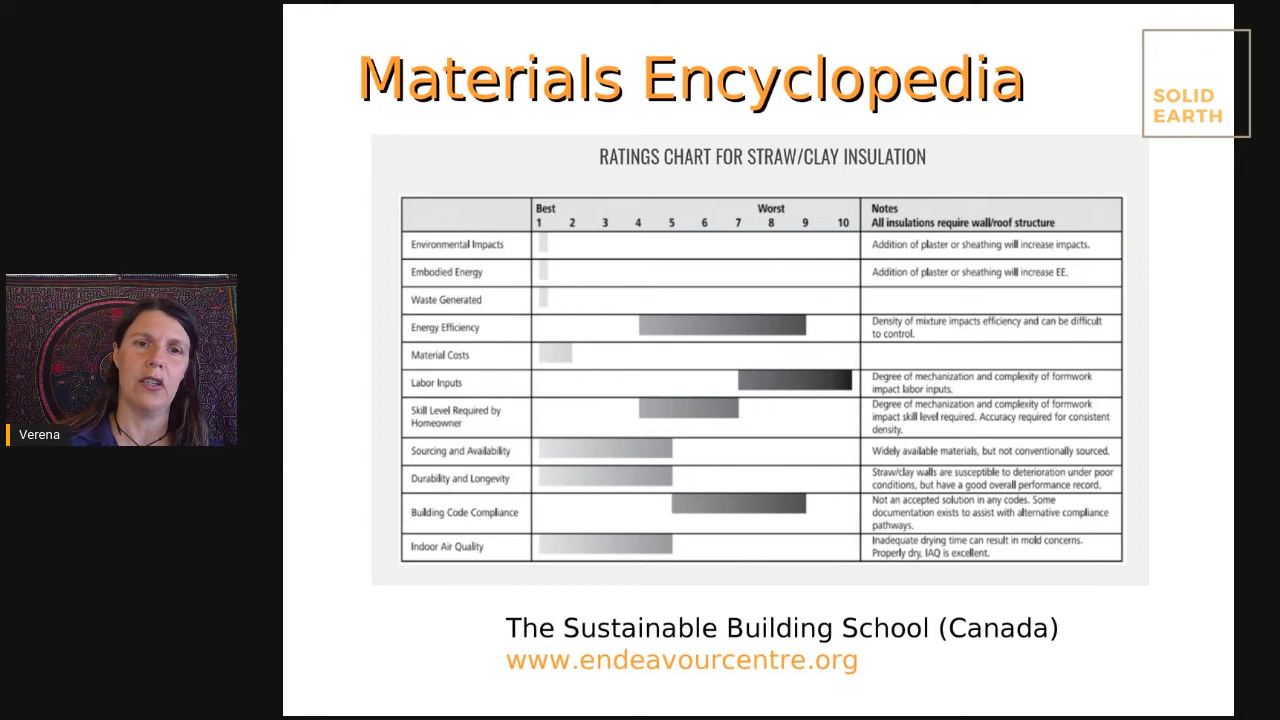 Materials Encyclopedia
SOLID
EARTH
RATINGS CHART FOR STRAW/CLAY INSULATION
Best Worst Notes
1 2 3 4 5 6 7 8 9 10 All insulations require wall/roof structure
Environmental Impacts Addition of plaster or sheathing will increase impacts.
Embodied Energy Addition of plaster or sheathing will increase EE.
Waste Generated
Energy Efficiency Density of mixture impacts efficiency and can be difficult
to control.
Material Costs
Labor Inputs Degree of mechanization and complexity of formwork
impact labor inputs.
Skill Level Required by Degree of mechanization and complexity of formwork
Homeowner impact skill level required. Accuracy required for consistent
density.
Sourcing and Availability Widely available materials, but not conventionally sourced.
Durability and Longevity Straw/clay walls are susceptible to deterioration under poor
conditions, but have a good overall performance record.
Building Code Compliance Not an accepted solution in any codes. Some
documentation exists to assist with alternative compliance
pathways.
Indoor Air Quality Inadequate drying time can result in mold concerns.
Properly dry, IAQ is excellent.
Verena
The Sustainable Building School (Canada)
www.endeavourcentre.org